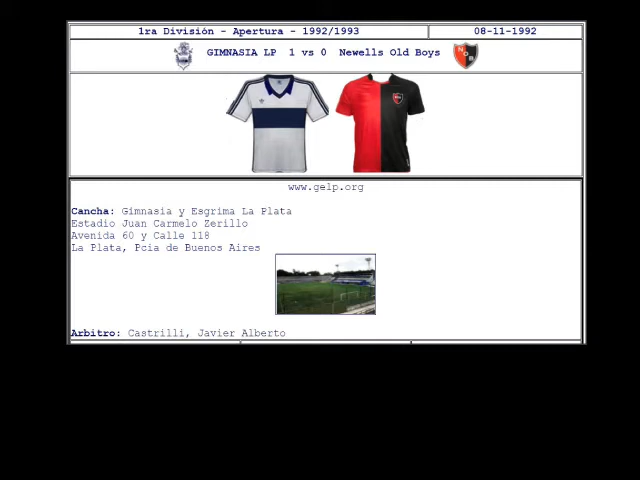 1ra División - Apertura - 1992/1993 08-11-1992
GIMNASIA LP 1 vs 0 Newells Old Boys
www.gelp.org
Cancha: Gimnasia y Esgrima La Plata
Estadio Juan Carmelo Zerillo
Avenida 60 y Calle 118
La Plata, Pcia de Buenos Aires
Arbitro: Castrilli, Javier Alberto